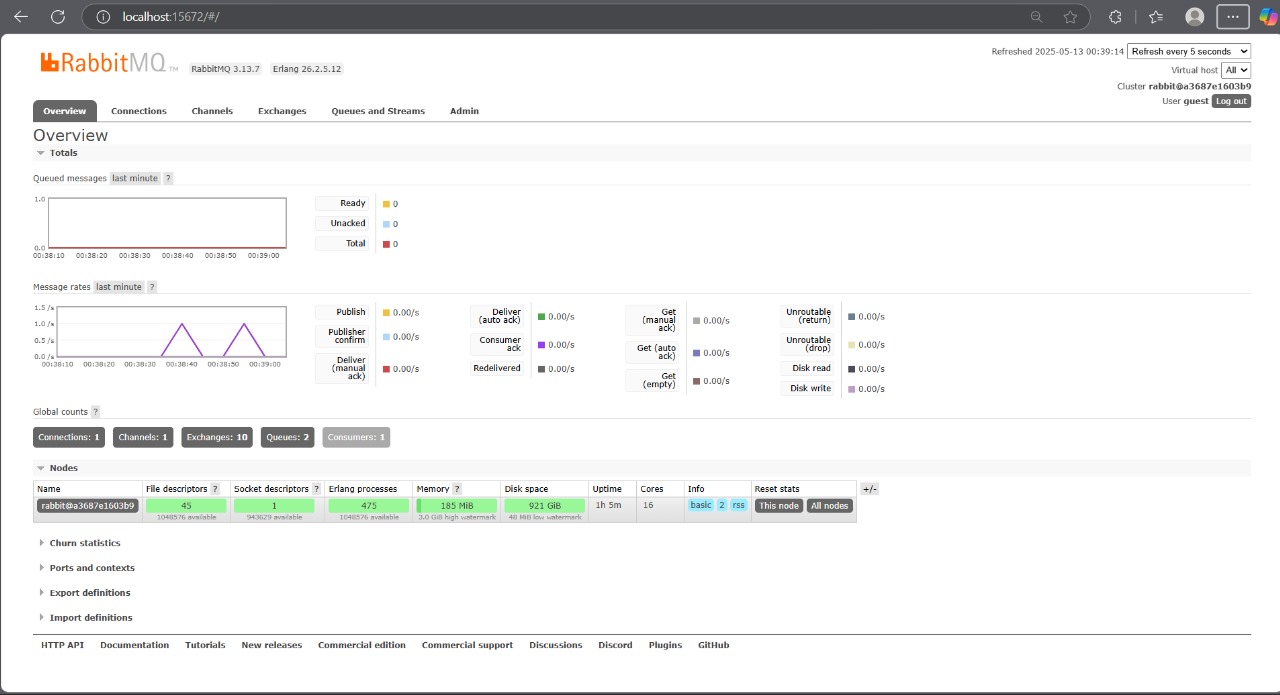 localhost:15672/#/
RabbitMQ TM RabbitMQ 3.13.7 Erlang 26.2.5.12
Refreshed 2025-05-13 00:39:14 Refresh every 5 seconds
Virtual host All
Cluster rabbit@a3687e1603b9
User guest Log out
Overview Connections Channels Exchanges Queues and Streams Admin
Overview
Totals
Queued messages last minute ?
1.0
0.0
00:38:10 00:38:20 00:38:30 00:38:40 00:38:50 00:39:00
Ready 0
Unacked 0
Total 0
Message rates last minute ?
1.5 /s
1.0 /s
0.5 /s
0.0 /s
00:38:10 00:38:20 00:38:30 00:38:40 00:38:50 00:39:00
Publish 0.00/s
Publisher
confirm 0.00/s
Deliver
(manual
ack) 0.00/s
Deliver
(auto ack) 0.00/s
Consumer
ack 0.00/s
Redelivered 0.00/s
Get
(manual
ack) 0.00/s
Get (auto
ack) 0.00/s
Get
(empty) 0.00/s
Unroutable
(return) 0.00/s
Unroutable
(drop) 0.00/s
Disk read 0.00/s
Disk write 0.00/s
Global counts ?
Connections: 1 Channels: 1 Exchanges: 10 Queues: 2 Consumers: 1
Nodes
Name File descriptors ? Socket descriptors ? Erlang processes Memory ? Disk space Uptime Cores Info Reset stats +/-
rabbit@a3687e1603b9 45 1 475 185 MiB 921 GiB 1h 5m 16 basic 2 rss This node All nodes
1048576 available 943629 available 1048576 available 3.0 GiB high watermark 48 MiB low watermark
Churn statistics
Ports and contexts
Export definitions
Import definitions
HTTP API Documentation Tutorials New releases Commercial edition Commercial support Discussions Discord Plugins GitHub